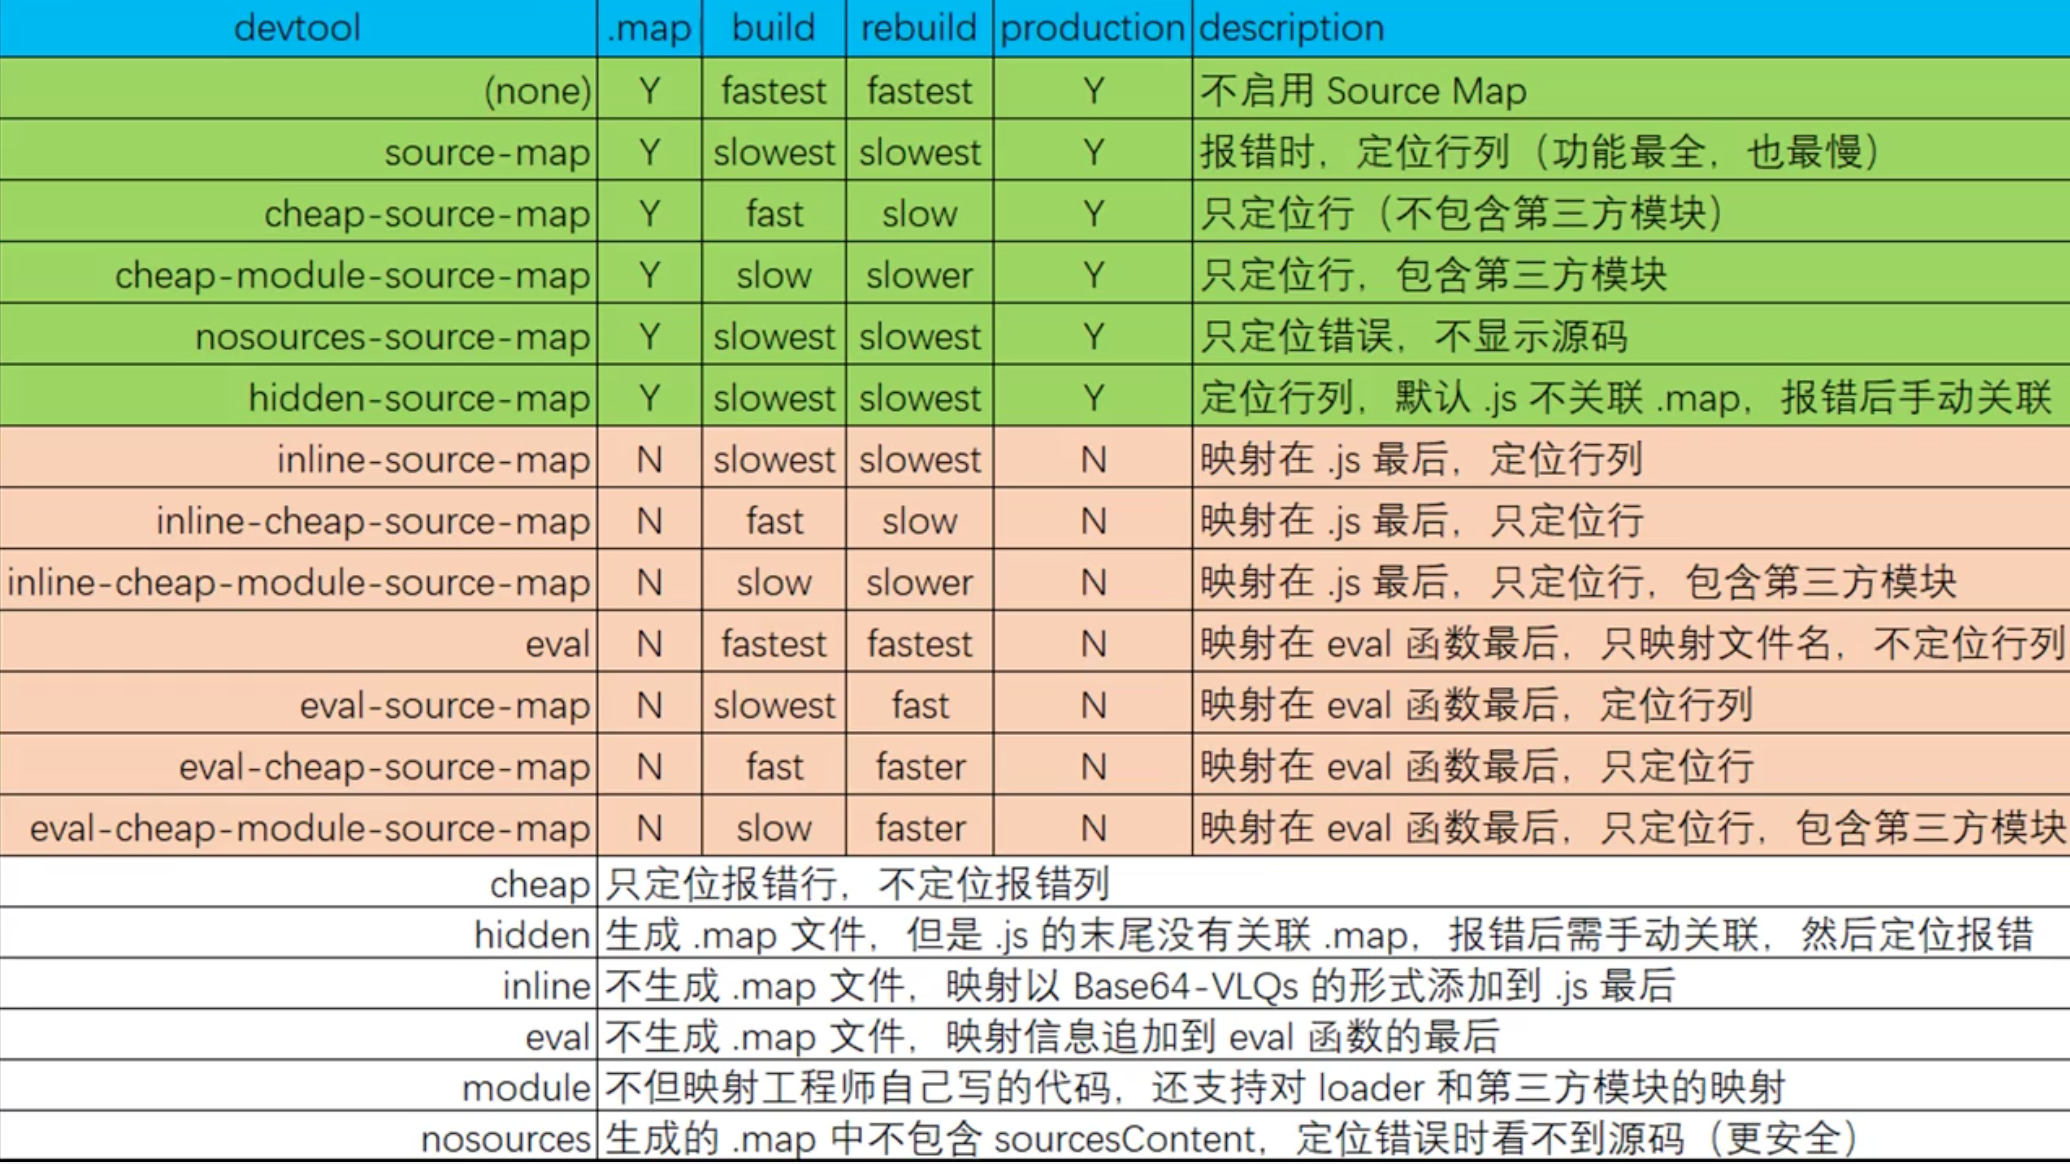 devtool .map build rebuild production description
(none) Y fastest fastest Y 不启用 Source Map
source-map Y slowest slowest Y 报错时，定位行列（功能最全，也最慢）
cheap-source-map Y fast slow Y 只定位行（不包含第三方模块）
cheap-module-source-map Y slow slower Y 只定位行，包含第三方模块
nosources-source-map Y slowest slowest Y 只定位错误，不显示源码
hidden-source-map Y slowest slowest Y 定位行列，默认 .js 不关联 .map，报错后手动关联
inline-source-map N slowest slowest N 映射在 .js 最后，定位行列
inline-cheap-source-map N fast slow N 映射在 .js 最后，只定位行
inline-cheap-module-source-map N slow slower N 映射在 .js 最后，只定位行，包含第三方模块
eval N fastest fastest N 映射在 eval 函数最后，只映射文件名，不定位行列
eval-source-map N slowest fast N 映射在 eval 函数最后，定位行列
eval-cheap-source-map N fast faster N 映射在 eval 函数最后，只定位行
eval-cheap-module-source-map N slow faster N 映射在 eval 函数最后，只定位行，包含第三方模块
cheap 只定位报错行，不定位报错列
hidden 生成 .map 文件，但是 .js 的末尾没有关联 .map，报错后需手动关联，然后定位报错
inline 不生成 .map 文件，映射以 Base64-VLQs 的形式添加到 .js 最后
eval 不生成 .map 文件，映射信息追加到 eval 函数的最后
module 不但映射工程师自己写的代码，还支持对 loader 和第三方模块的映射
nosources 生成的 .map 中不包含 sourcesContent，定位错误时看不到源码（更安全）